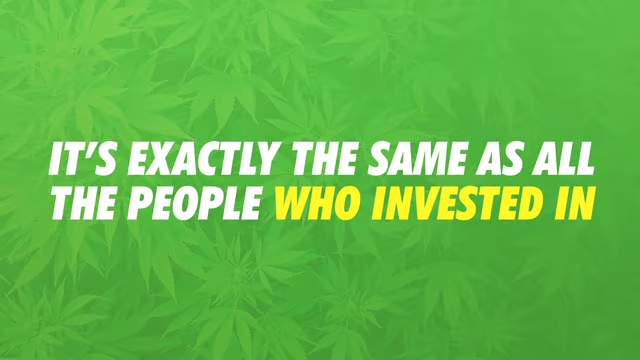 IT'S EXACTLY THE SAME AS ALL
THE PEOPLE WHO INVESTED IN